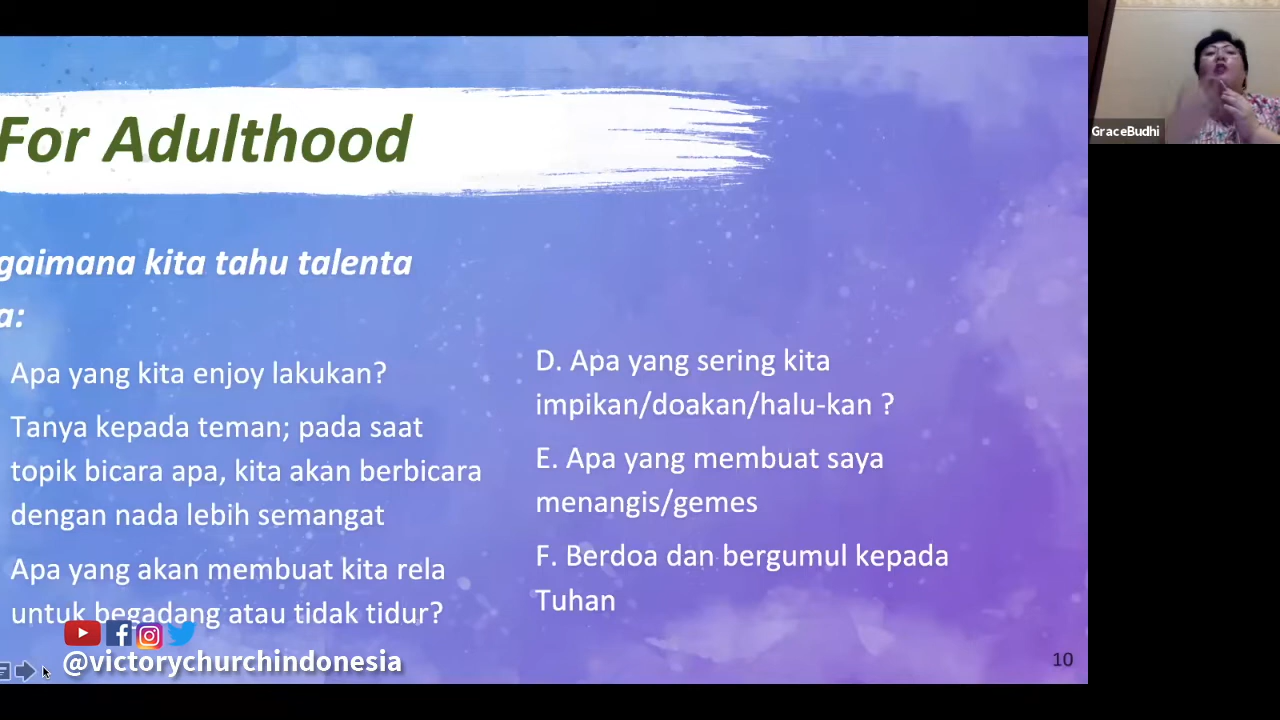 For Adulthood
gaimana kita tahu talenta
a:
Apa yang kita enjoy lakukan?
Tanya kepada teman; pada saat
topik bicara apa, kita akan berbicara
dengan nada lebih semangat
Apa yang akan membuat kita rela
untuk begadang atau tidak tidur?
D. Apa yang sering kita
impikan/doakan/halu-kan ?
E. Apa yang membuat saya
menangis/gemes
F. Berdoa dan bergumul kepada
Tuhan
@victorychurchindonesia
10
GraceBudhi